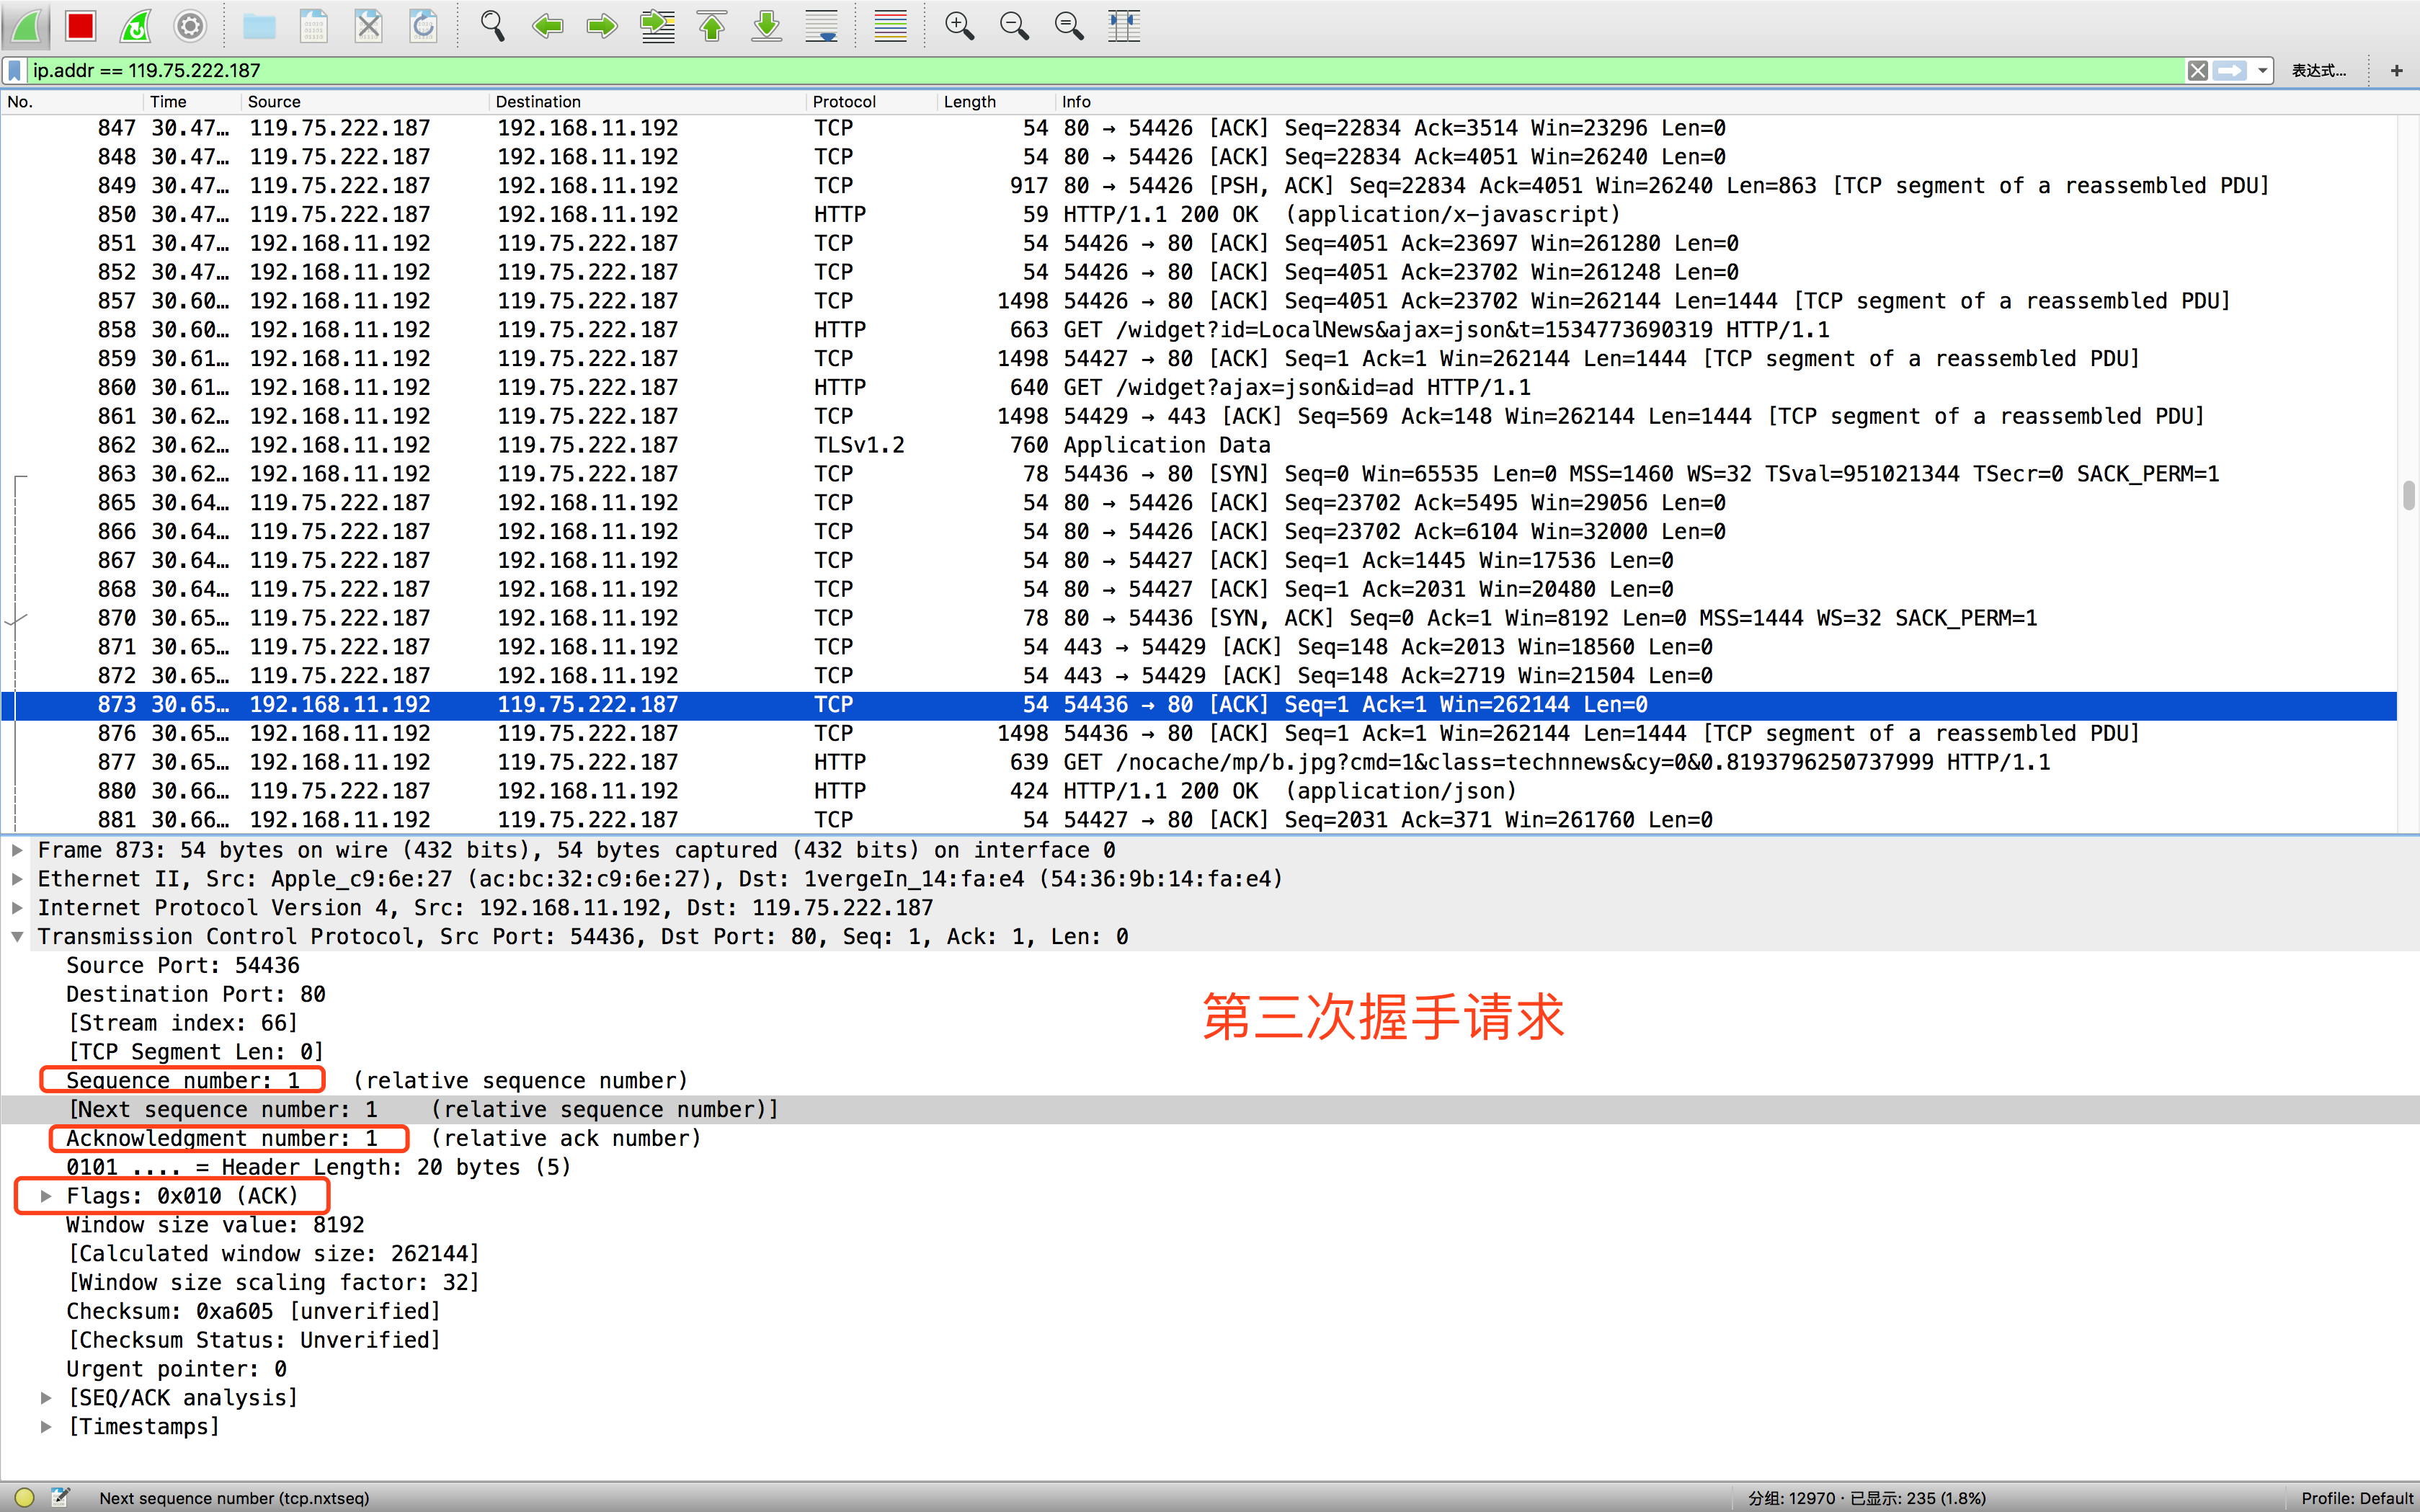 ip.addr == 119.75.222.187 表达式… +
No. Time Source Destination Protocol Length Info
847 30.47… 119.75.222.187 192.168.11.192 TCP 54 80 → 54426 [ACK] Seq=22834 Ack=3514 Win=23296 Len=0
848 30.47… 119.75.222.187 192.168.11.192 TCP 54 80 → 54426 [ACK] Seq=22834 Ack=4051 Win=26240 Len=0
849 30.47… 119.75.222.187 192.168.11.192 TCP 917 80 → 54426 [PSH, ACK] Seq=22834 Ack=4051 Win=26240 Len=863 [TCP segment of a reassembled PDU]
850 30.47… 119.75.222.187 192.168.11.192 HTTP 59 HTTP/1.1 200 OK  (application/x-javascript)
851 30.47… 192.168.11.192 119.75.222.187 TCP 54 54426 → 80 [ACK] Seq=4051 Ack=23697 Win=261280 Len=0
852 30.47… 192.168.11.192 119.75.222.187 TCP 54 54426 → 80 [ACK] Seq=4051 Ack=23702 Win=261248 Len=0
857 30.60… 192.168.11.192 119.75.222.187 TCP 1498 54426 → 80 [ACK] Seq=4051 Ack=23702 Win=262144 Len=1444 [TCP segment of a reassembled PDU]
858 30.60… 192.168.11.192 119.75.222.187 HTTP 663 GET /widget?id=LocalNews&ajax=json&t=1534773690319 HTTP/1.1
859 30.61… 192.168.11.192 119.75.222.187 TCP 1498 54427 → 80 [ACK] Seq=1 Ack=1 Win=262144 Len=1444 [TCP segment of a reassembled PDU]
860 30.61… 192.168.11.192 119.75.222.187 HTTP 640 GET /widget?ajax=json&id=ad HTTP/1.1
861 30.62… 192.168.11.192 119.75.222.187 TCP 1498 54429 → 443 [ACK] Seq=569 Ack=148 Win=262144 Len=1444 [TCP segment of a reassembled PDU]
862 30.62… 192.168.11.192 119.75.222.187 TLSv1.2 760 Application Data
863 30.62… 192.168.11.192 119.75.222.187 TCP 78 54436 → 80 [SYN] Seq=0 Win=65535 Len=0 MSS=1460 WS=32 TSval=951021344 TSecr=0 SACK_PERM=1
865 30.64… 119.75.222.187 192.168.11.192 TCP 54 80 → 54426 [ACK] Seq=23702 Ack=5495 Win=29056 Len=0
866 30.64… 119.75.222.187 192.168.11.192 TCP 54 80 → 54426 [ACK] Seq=23702 Ack=6104 Win=32000 Len=0
867 30.64… 119.75.222.187 192.168.11.192 TCP 54 80 → 54427 [ACK] Seq=1 Ack=1445 Win=17536 Len=0
868 30.64… 119.75.222.187 192.168.11.192 TCP 54 80 → 54427 [ACK] Seq=1 Ack=2031 Win=20480 Len=0
870 30.65… 119.75.222.187 192.168.11.192 TCP 78 80 → 54436 [SYN, ACK] Seq=0 Ack=1 Win=8192 Len=0 MSS=1444 WS=32 SACK_PERM=1
871 30.65… 119.75.222.187 192.168.11.192 TCP 54 443 → 54429 [ACK] Seq=148 Ack=2013 Win=18560 Len=0
872 30.65… 119.75.222.187 192.168.11.192 TCP 54 443 → 54429 [ACK] Seq=148 Ack=2719 Win=21504 Len=0
873 30.65… 192.168.11.192 119.75.222.187 TCP 54 54436 → 80 [ACK] Seq=1 Ack=1 Win=262144 Len=0
876 30.65… 192.168.11.192 119.75.222.187 TCP 1498 54436 → 80 [ACK] Seq=1 Ack=1 Win=262144 Len=1444 [TCP segment of a reassembled PDU]
877 30.65… 192.168.11.192 119.75.222.187 HTTP 639 GET /nocache/mp/b.jpg?cmd=1&class=technnews&cy=0&0.8193796250737999 HTTP/1.1
880 30.66… 119.75.222.187 192.168.11.192 HTTP 424 HTTP/1.1 200 OK  (application/json)
881 30.66… 192.168.11.192 119.75.222.187 TCP 54 54427 → 80 [ACK] Seq=2031 Ack=371 Win=261760 Len=0
Frame 873: 54 bytes on wire (432 bits), 54 bytes captured (432 bits) on interface 0
Ethernet II, Src: Apple_c9:6e:27 (ac:bc:32:c9:6e:27), Dst: 1vergeIn_14:fa:e4 (54:36:9b:14:fa:e4)
Internet Protocol Version 4, Src: 192.168.11.192, Dst: 119.75.222.187
Transmission Control Protocol, Src Port: 54436, Dst Port: 80, Seq: 1, Ack: 1, Len: 0
Source Port: 54436
Destination Port: 80
第三次握手请求
[Stream index: 66]
[TCP Segment Len: 0]
Sequence number: 1    (relative sequence number)
[Next sequence number: 1    (relative sequence number)]
Acknowledgment number: 1    (relative ack number)
0101 .... = Header Length: 20 bytes (5)
Flags: 0x010 (ACK)
Window size value: 8192
[Calculated window size: 262144]
[Window size scaling factor: 32]
Checksum: 0xa605 [unverified]
[Checksum Status: Unverified]
Urgent pointer: 0
[SEQ/ACK analysis]
[Timestamps]
Next sequence number (tcp.nxtseq) 分组: 12970 · 已显示: 235 (1.8%) Profile: Default